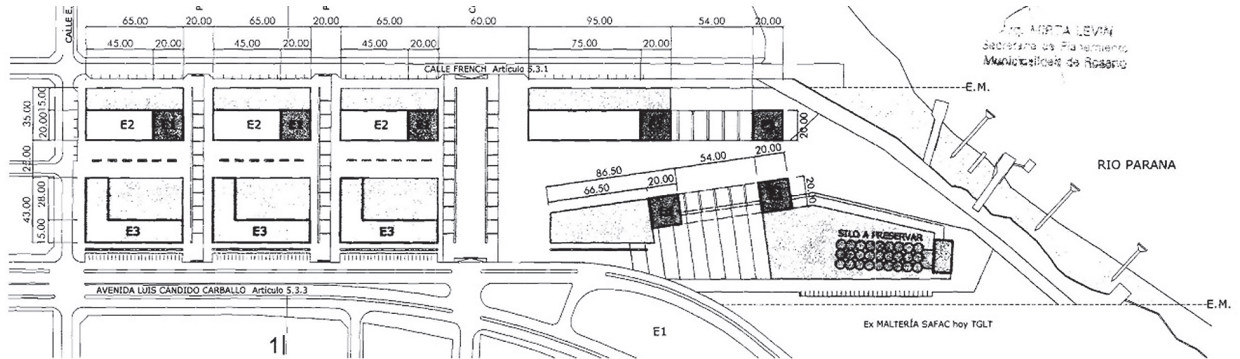 65.00 20.00 65.00 20.00 65.00 20.00 60.00 95.00 54.00 20.00
45.00 20.00 45.00 20.00 45.00 20.00 75.00 20.00
CALLE E.
CALLE FRENCH Artículo 5.3.1
Arq. MIRTA LEVIN
Secretaria de Planeamiento
Municipalidad de Rosario
E.M.
35.00
15.00
20.00
E2 E2 E2
20.00
25.00
RIO PARANA
86.50 54.00 20.00
66.50 20.00
20.00
43.00
28.00
15.00
E3 E3 E3
SILO A PRESERVAR
AVENIDA LUIS CANDIDO CARBALLO Artículo 5.3.3
E.M.
E1
Ex MALTERÍA SAFAC hoy TGLT